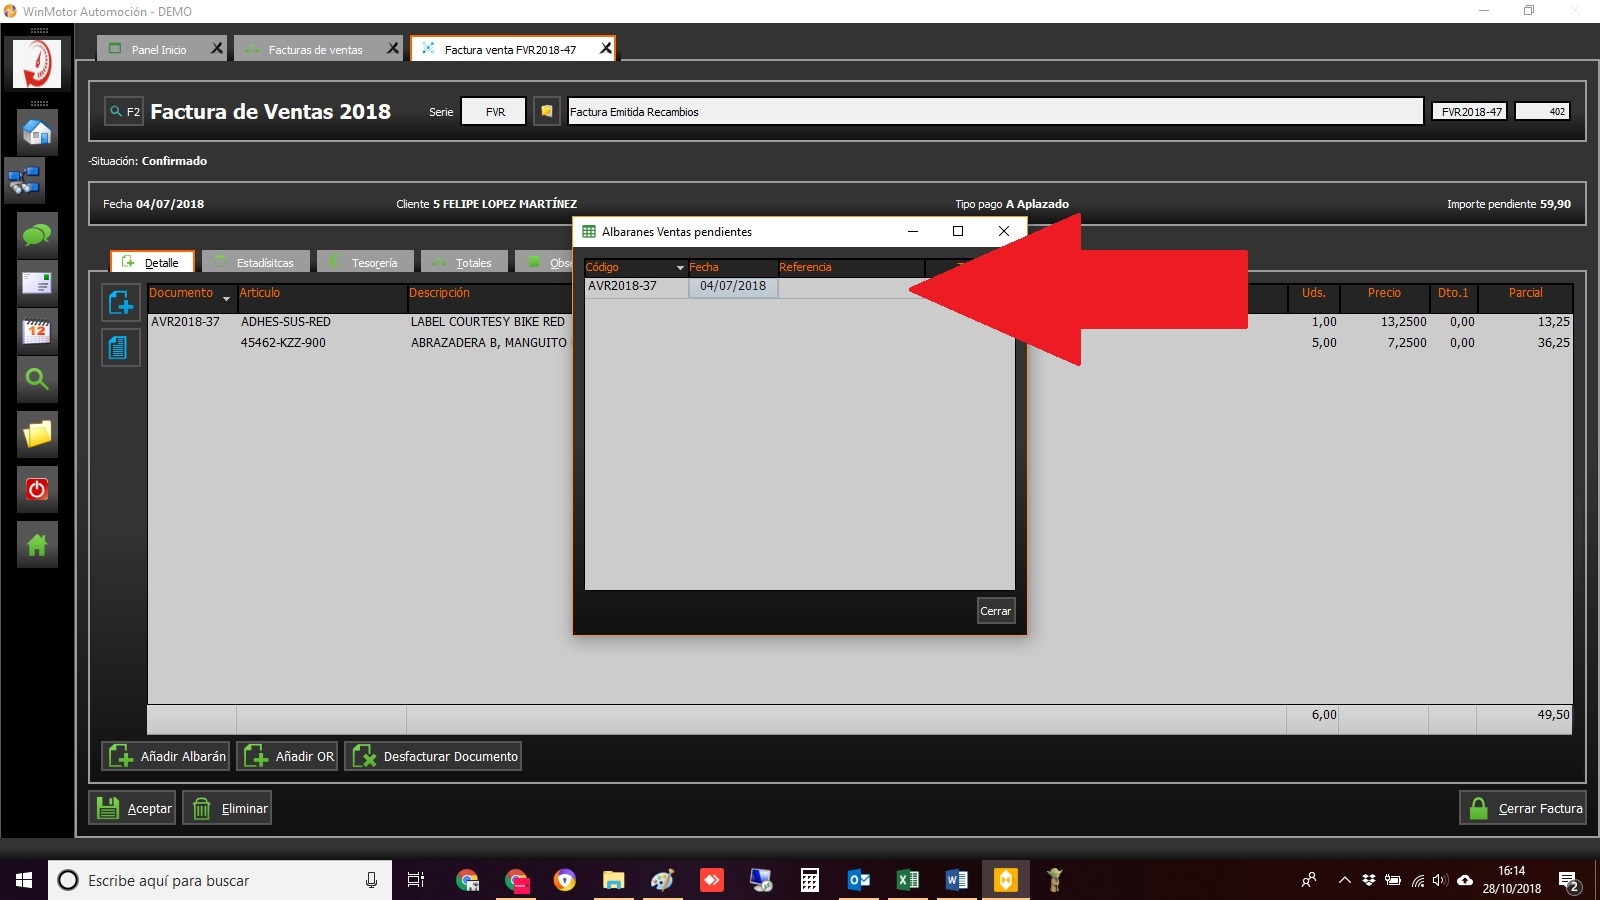 WinMotor Automoción - DEMO
Panel Inicio
Facturas de ventas
Factura venta FVR2018-47
F2
Factura de Ventas 2018
Serie
FVR
Factura Emitida Recambios
FVR2018-47
402
-Situación: Confirmado
Fecha 04/07/2018
Cliente 5 FELIPE LOPEZ MARTÍNEZ
Tipo pago A Aplazado
Importe pendiente 59,90
Albaranes Ventas pendientes
Código Fecha Referencia
AVR2018-37 04/07/2018
Cerrar
Detalle
Estadísitcas
Tesorería
Totales
Documento Articulo Descripción Uds. Precio Dto.1 Parcial
AVR2018-37 ADHES-SUS-RED LABEL COURTESY BIKE RED 1,00 13,2500 0,00 13,25
45462-KZZ-900 ABRAZADERA B, MANGUITO 5,00 7,2500 0,00 36,25
6,00 49,50
Añadir Albarán
Añadir OR
Desfacturar Documento
Aceptar
Eliminar
Cerrar Factura
12
Escribe aquí para buscar
16:14
28/10/2018
2